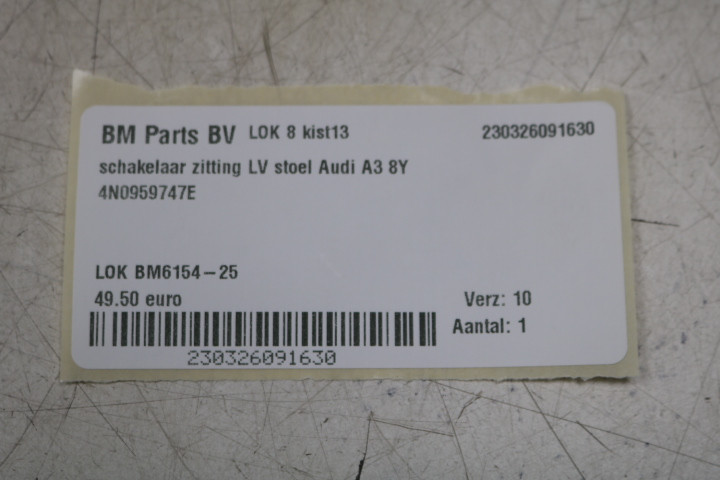 BM Parts BV LOK 8 kist13 230326091630
schakelaar zitting LV stoel Audi A3 8Y
4N0959747E
LOK BM6154-25
49.50 euro Verz: 10
Aantal: 1
230326091630